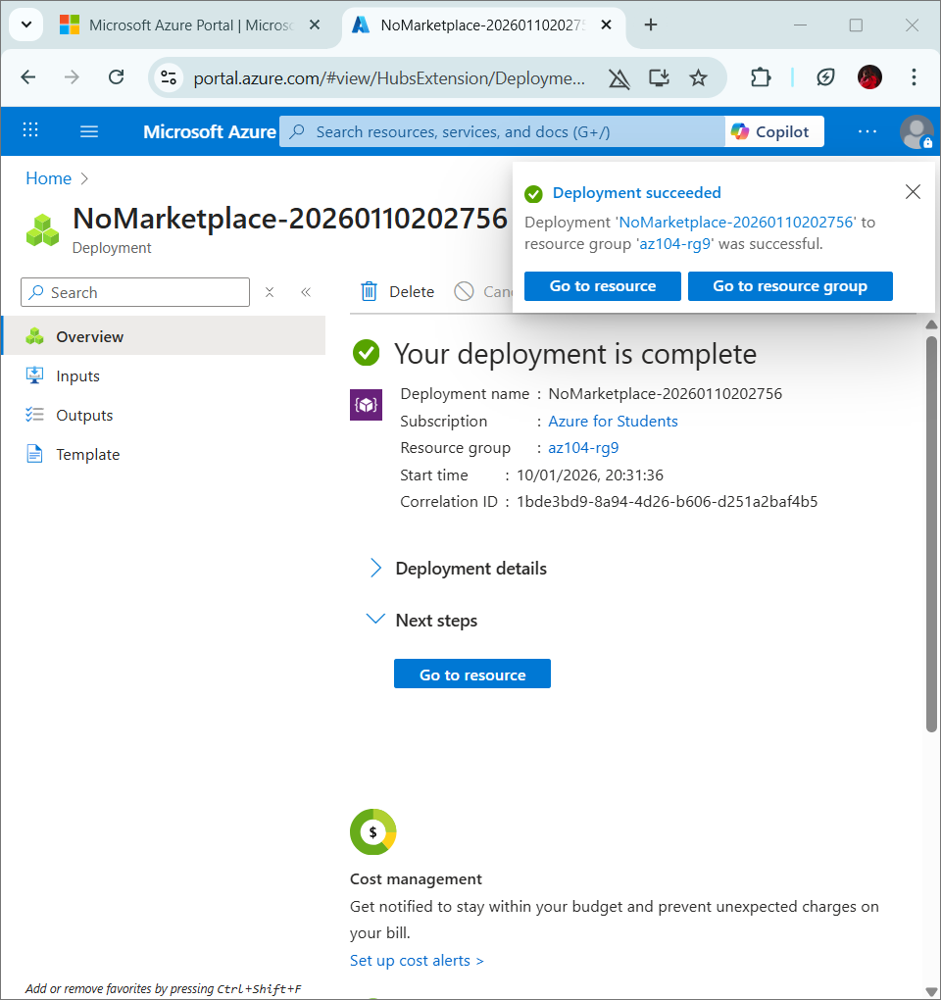 Microsoft Azure Portal | Micros
NoMarketplace-2026011020275
portal.azure.com/#view/HubsExtension/Deployme...
Microsoft Azure
Search resources, services, and docs (G+/)
Copilot
Home
NoMarketplace-20260110202756
Deployment
Deployment succeeded
Deployment 'NoMarketplace-20260110202756' to
resource group 'az104-rg9' was successful.
Go to resource
Go to resource group
Search
Delete
Canc
Overview
Inputs
Outputs
Template
Your deployment is complete
Deployment name : NoMarketplace-20260110202756
Subscription : Azure for Students
Resource group : az104-rg9
Start time : 10/01/2026, 20:31:36
Correlation ID : 1bde3bd9-8a94-4d26-b606-d251a2baf4b5
Deployment details
Next steps
Go to resource
$
Cost management
Get notified to stay within your budget and prevent unexpected charges on
your bill.
Set up cost alerts >
Add or remove favorites by pressing Ctrl+Shift+F